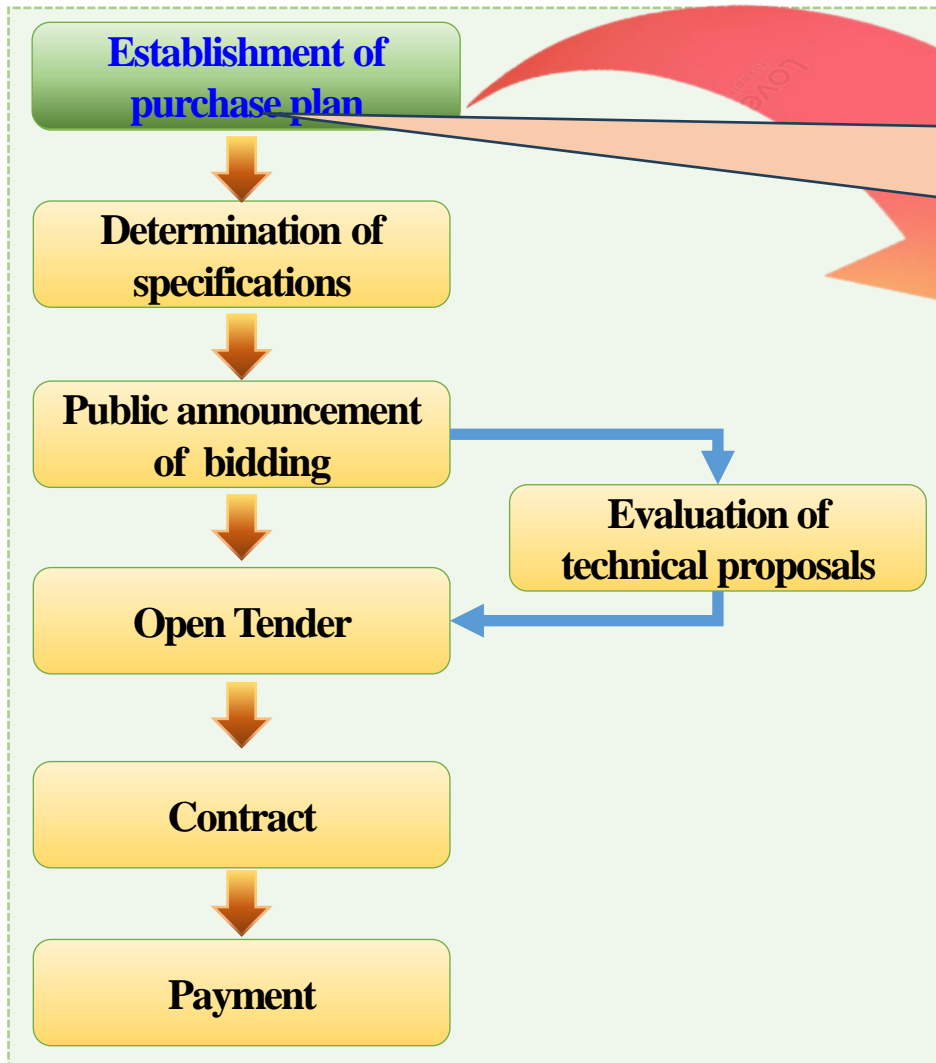 Establishment of
purchase plan
LOVE
Determination of
specifications
Public announcement
of bidding
Evaluation of
technical proposals
Open Tender
Contract
Payment